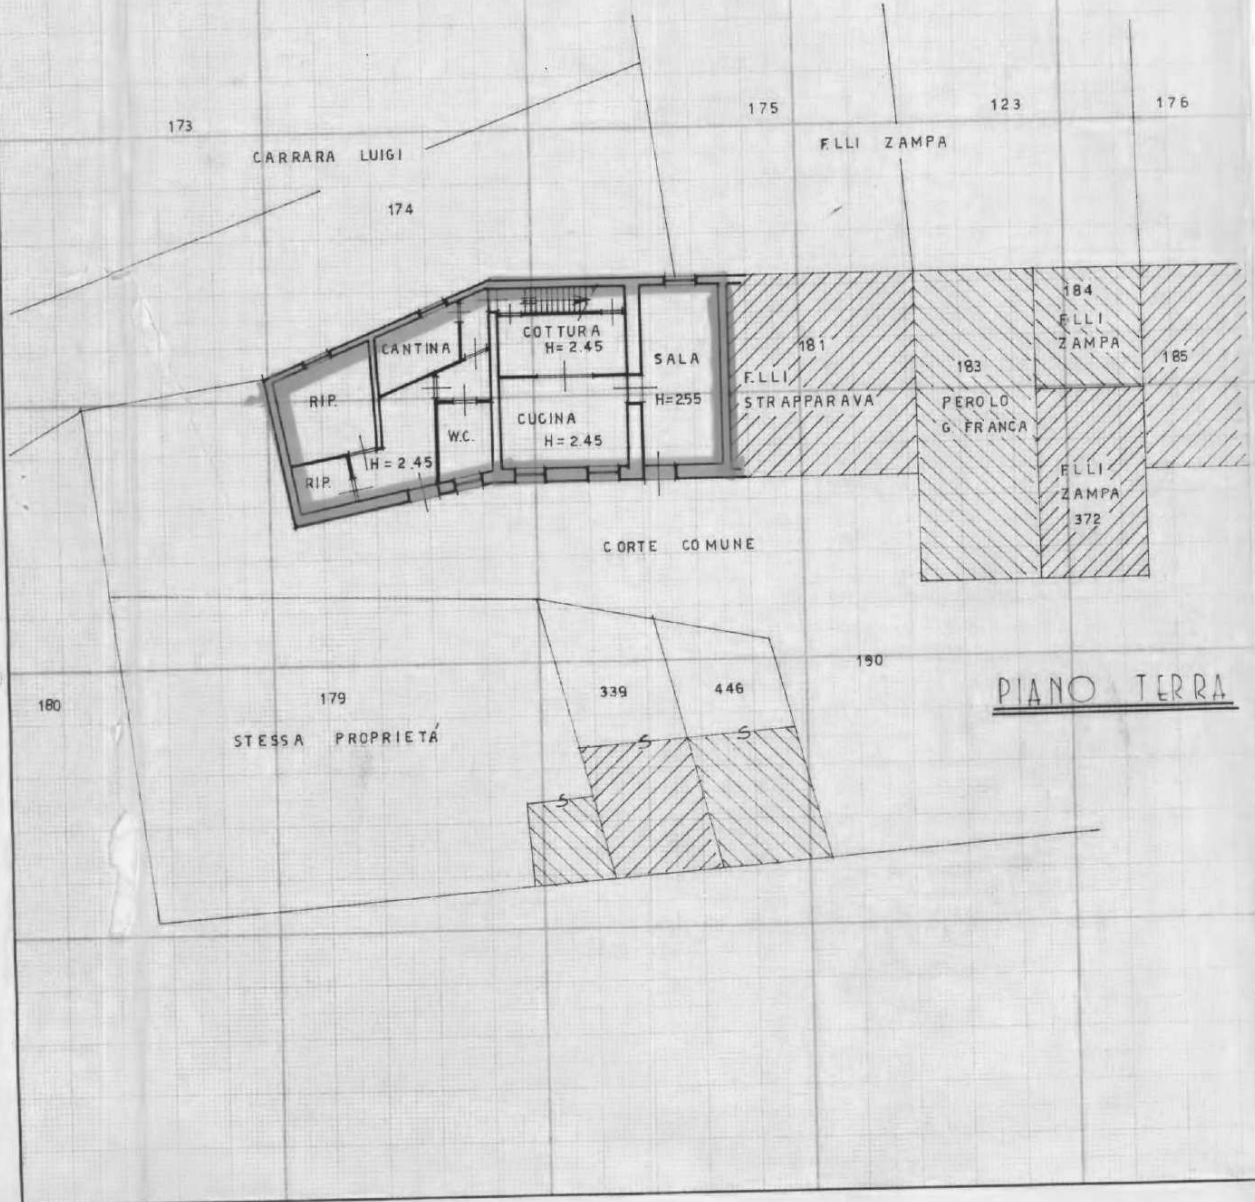 173
175
123
176
CARRARA LUIGI
F.LLI ZAMPA
174
184
F.LLI
ZAMPA
COTTURA
H=2.45
CANTINA
SALA
181
183
185
F.LLI
STRAPPARAVA
RIP.
H=255
PEROLO
G FRANCA
CUCINA
H=2.45
W.C.
H=2.45
RIP.
F.LLI
ZAMPA
372
CORTE COMUNE
190
180
179
339
446
PIANO TERRA
STESSA PROPRIETÁ
S
S
S